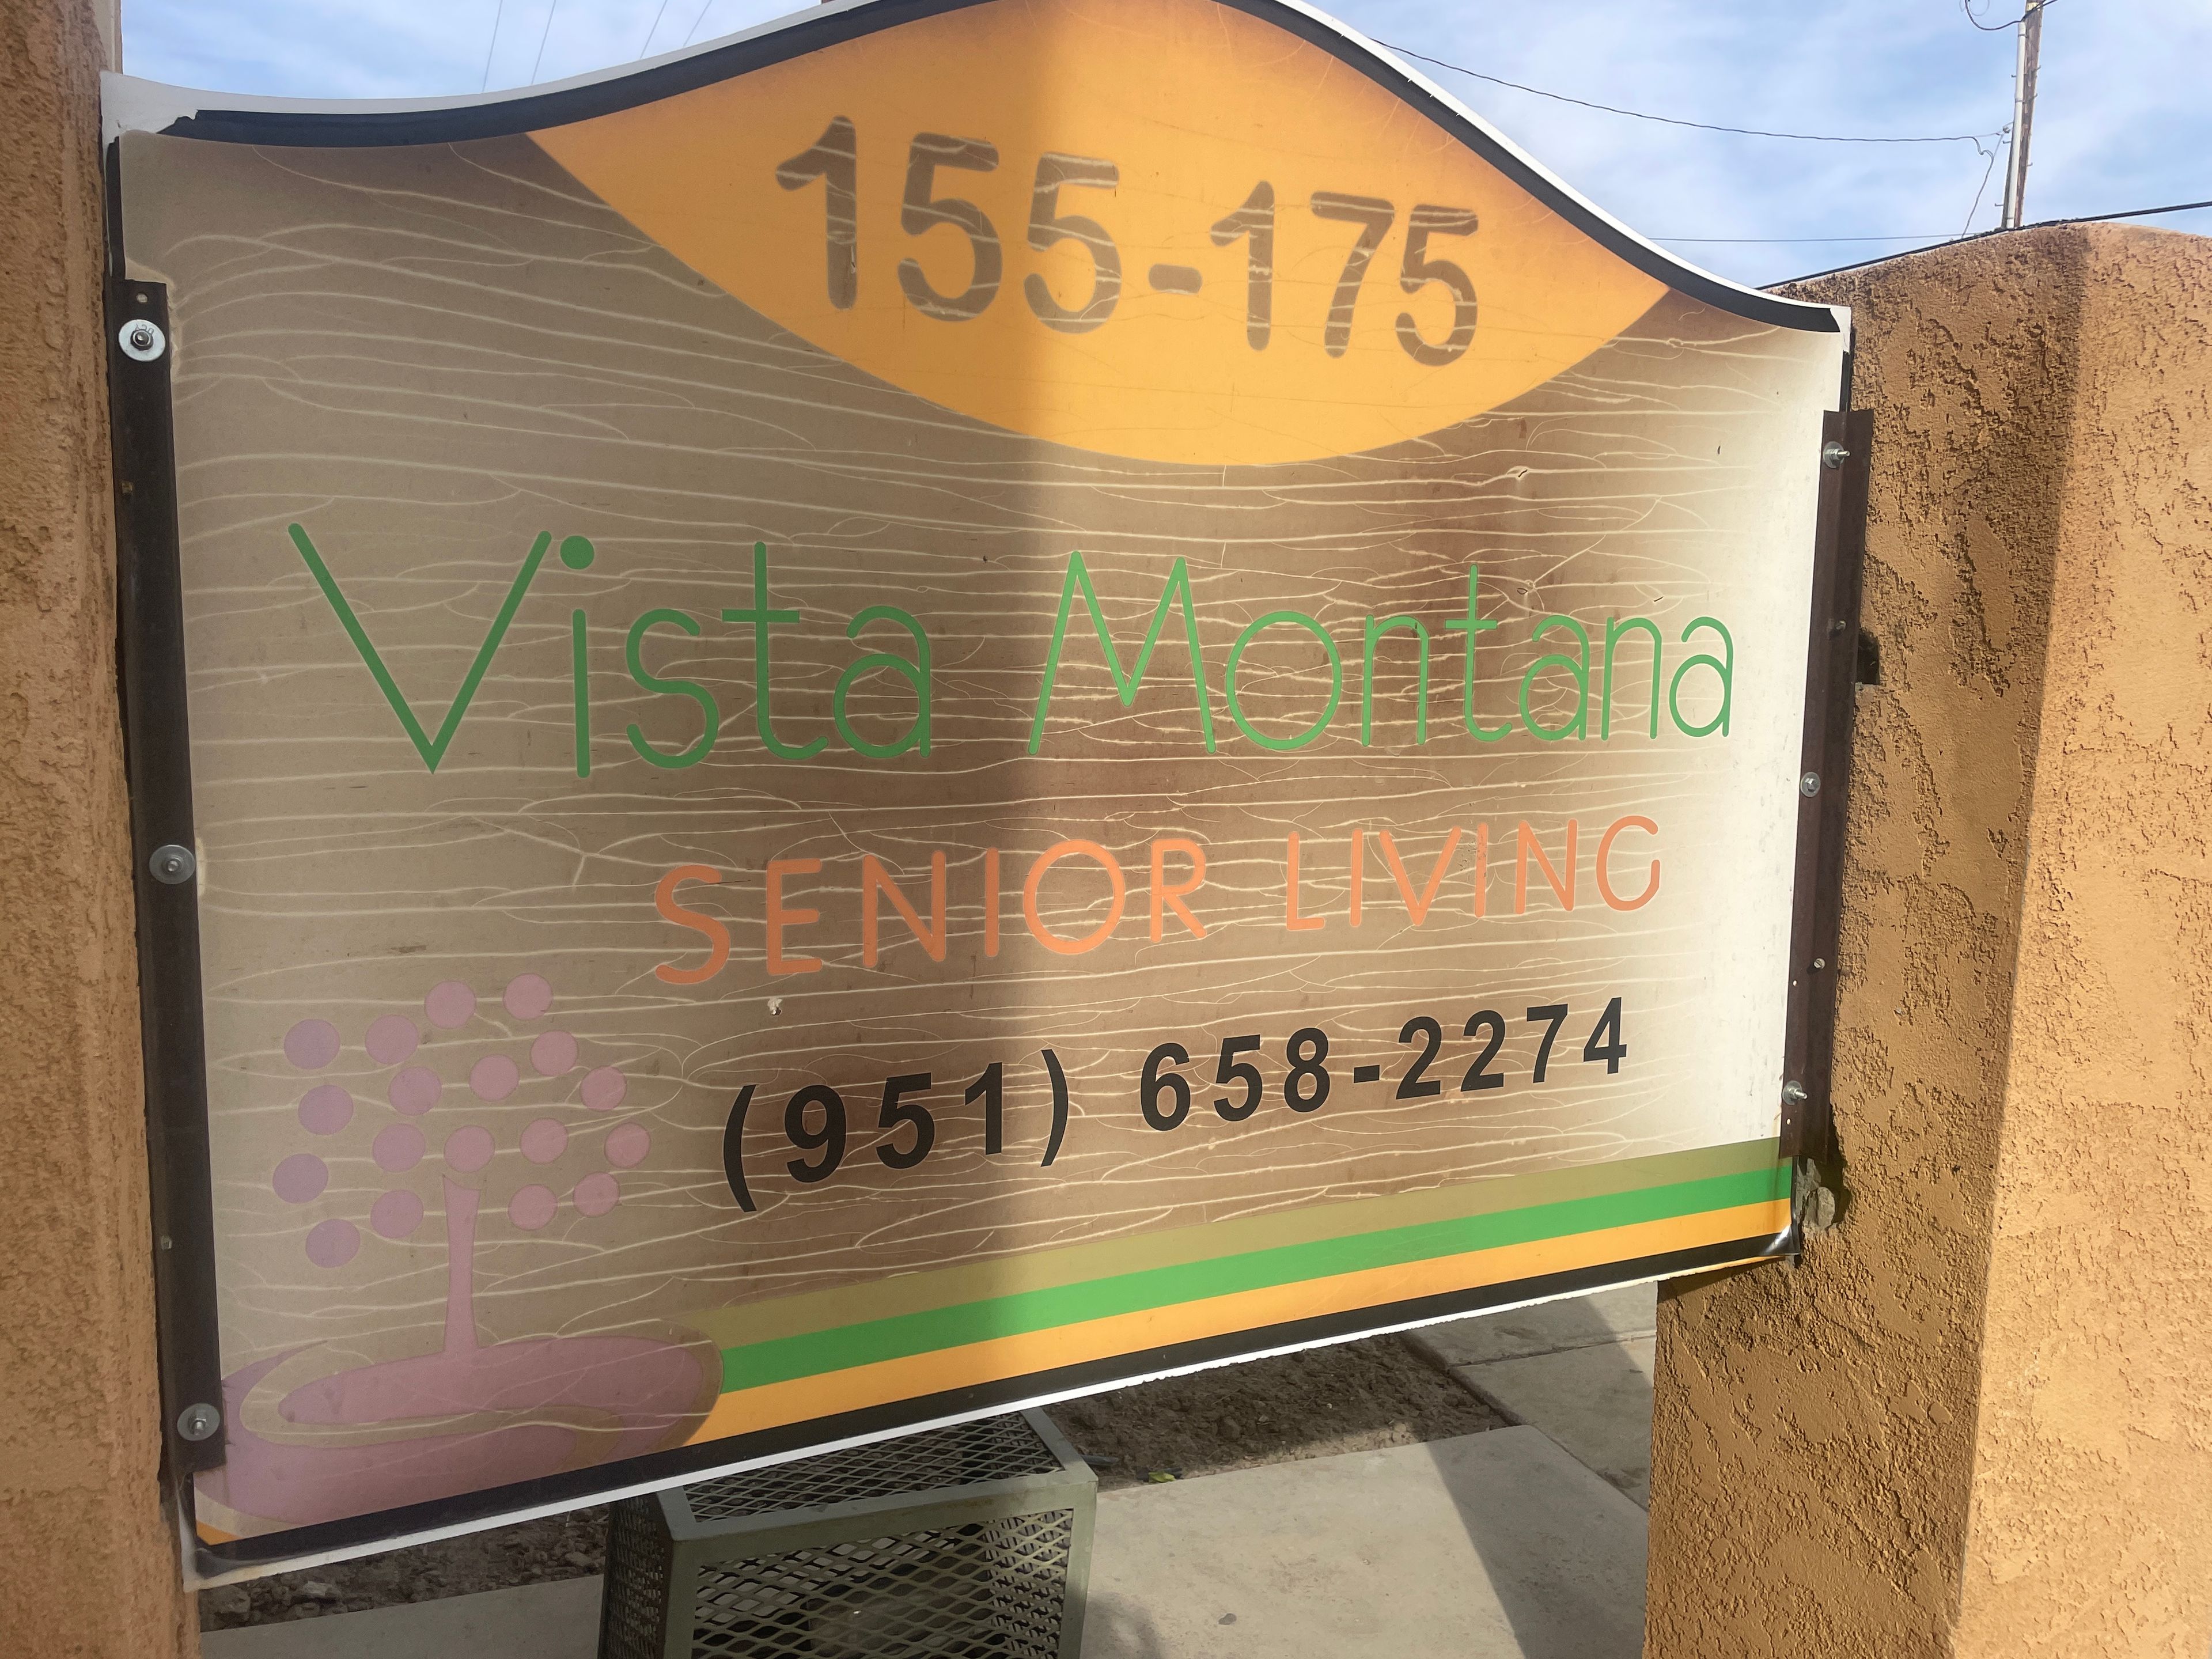 155-175
Vista Montana
SENIOR LIVING
(951) 658-2274